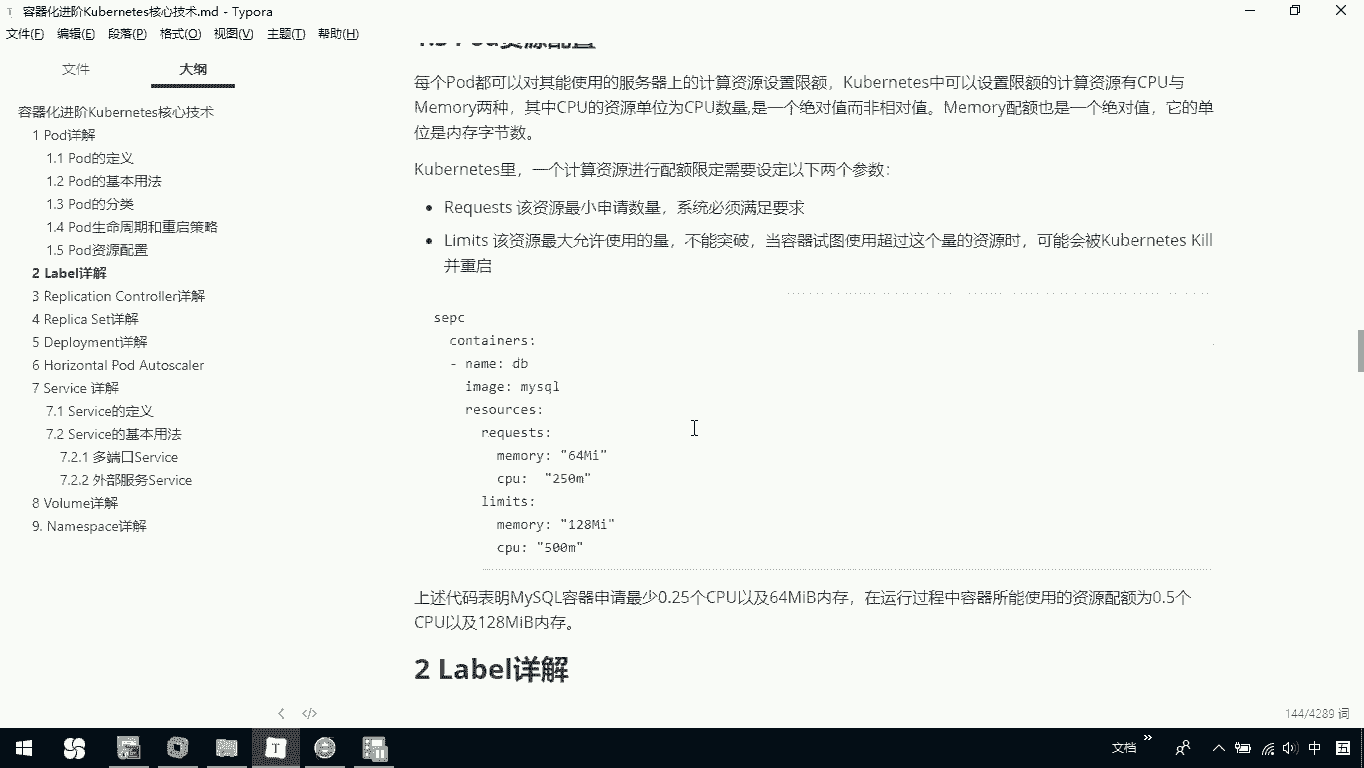 容器化进阶Kubernetes核心技术.md - Typora
文件(F) 编辑(E) 段落(P) 格式(O) 视图(V) 主题(T) 帮助(H)
文件 大纲
容器化进阶Kubernetes核心技术
1 Pod详解
1.1 Pod的定义
1.2 Pod的基本用法
1.3 Pod的分类
1.4 Pod生命周期和重启策略
1.5 Pod资源配置
2 Label详解
3 Replication Controller详解
4 Replica Set详解
5 Deployment详解
6 Horizontal Pod Autoscaler
7 Service 详解
7.1 Service的定义
7.2 Service的基本用法
7.2.1 多端口Service
7.2.2 外部服务Service
8 Volume详解
9. Namespace详解
1.5 Pod资源配置
每个Pod都可以对其能使用的服务器上的计算资源设置限额，Kubernetes中可以设置限额的计算资源有CPU与
Memory两种，其中CPU的资源单位为CPU数量,是一个绝对值而非相对值。Memory配额也是一个绝对值，它的单
位是内存字节数。
Kubernetes里，一个计算资源进行配额限定需要设定以下两个参数：
• Requests 该资源最小申请数量，系统必须满足要求
• Limits 该资源最大允许使用的量，不能突破，当容器试图使用超过这个量的资源时，可能会被Kubernetes Kill
并重启
sepc
containers:
- name: db
image: mysql
resources:
requests:
memory: "64Mi"
cpu: "250m"
limits:
memory: "128Mi"
cpu: "500m"
上述代码表明MySQL容器申请最少0.25个CPU以及64MiB内存，在运行过程中容器所能使用的资源配额为0.5个
CPU以及128MiB内存。
2 Label详解
144/4289 词
文档 中 五